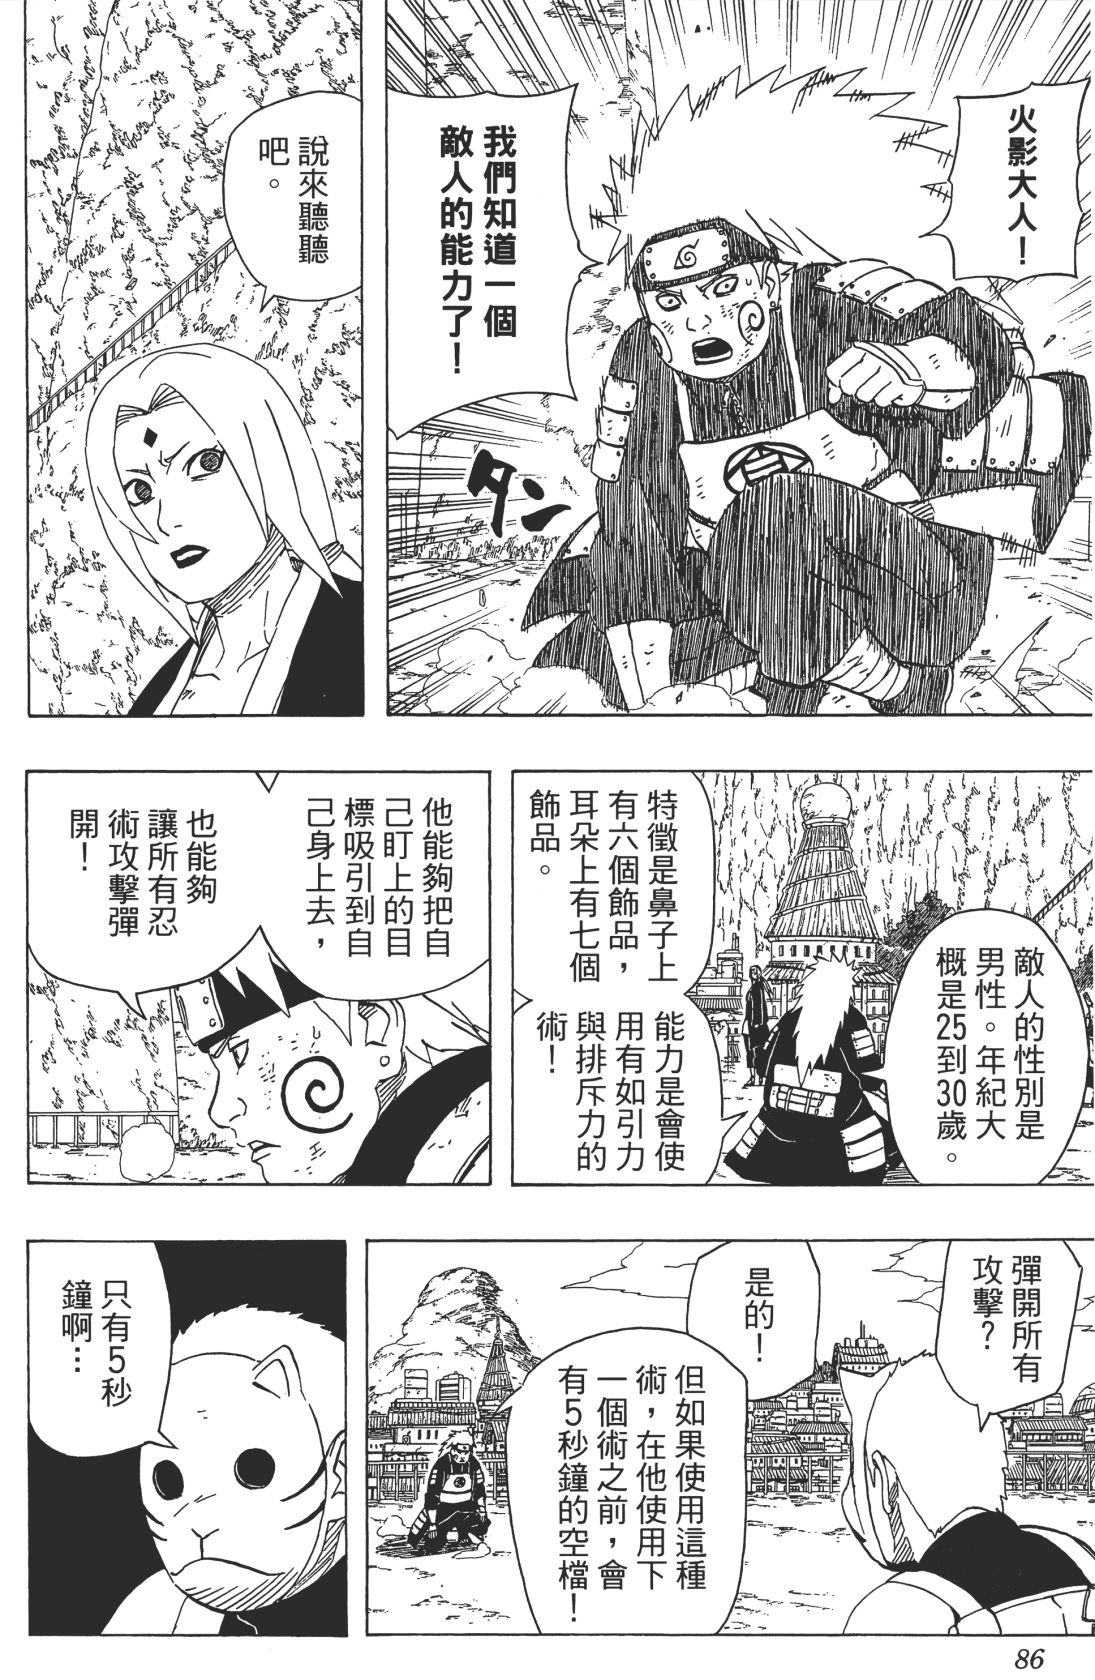 火影大人！
我們知道一個
敵人的能力了！
タン
說來聽聽
吧。
敵人的性別是
男性。年紀大
概是25到30歲。
特徵是鼻子上
有六個飾品，
耳朵上有七個
飾品。
能力是會使
用有如引力
與排斥力的
術！
他能夠把自
己盯上的目
標吸引到自
己身上去，
也能夠
讓所有忍
術攻擊彈
開！
彈開所有
攻擊？
是的！
但如果使用這種
術，在他使用下
一個術之前，會
有5秒鐘的空檔！
只有5秒
鐘啊…
86